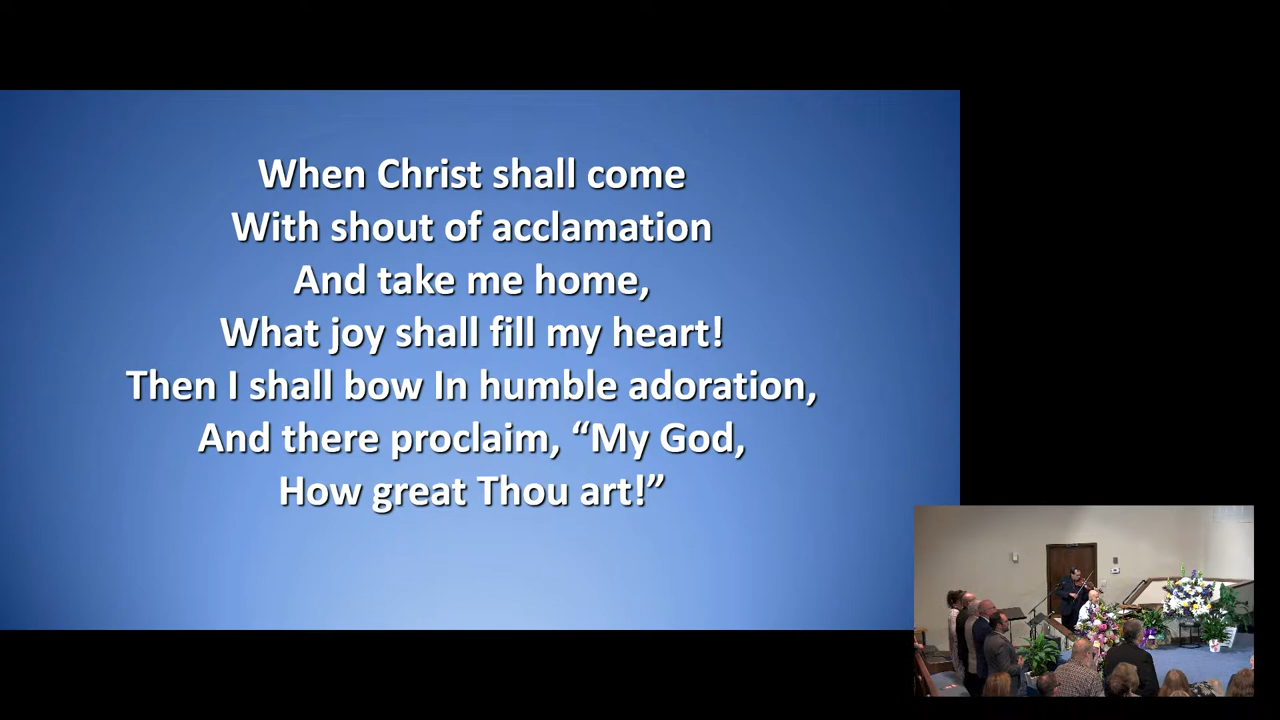 When Christ shall come
With shout of acclamation
And take me home,
What joy shall fill my heart!
Then I shall bow In humble adoration,
And there proclaim, “My God,
How great Thou art!”